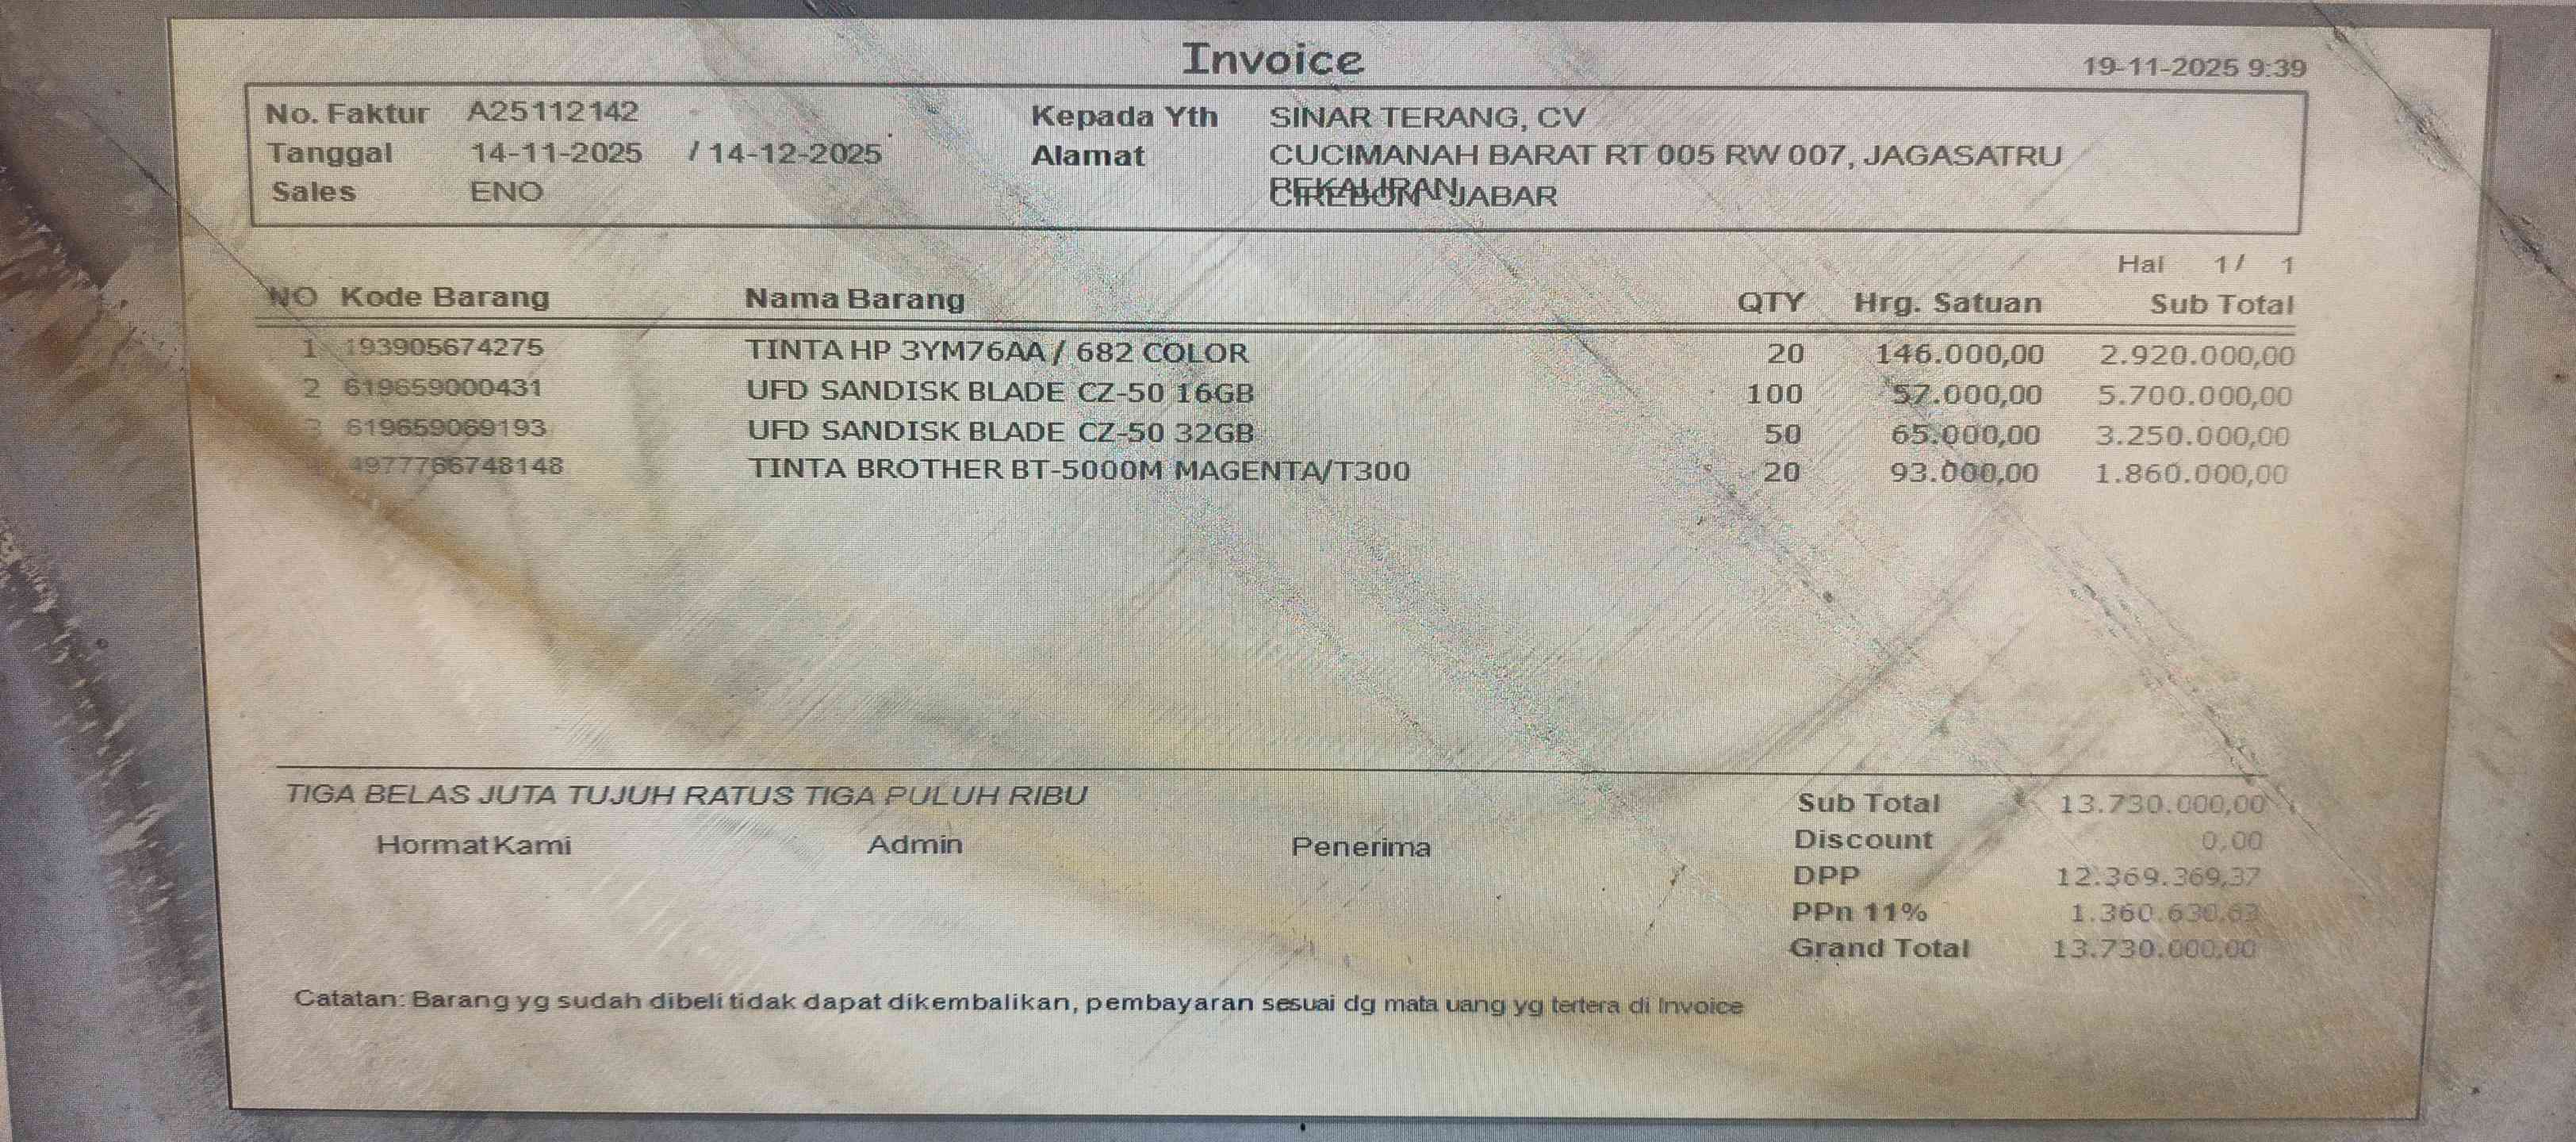 Invoice
19-11-2025 9:39
No. Faktur A25112142 Kepada Yth SINAR TERANG, CV
Tanggal 14-11-2025 / 14-12-2025 Alamat CUCIMANAH BARAT RT 005 RW 007, JAGASATRU
PEKALIPAN
Sales ENO CIREBON JABAR
Hal 1/ 1
NO Kode Barang Nama Barang QTY Hrg. Satuan Sub Total
1 193905674275 TINTA HP 3YM76AA / 682 COLOR 20 146.000,00 2.920.000,00
2 619659000431 UFD SANDISK BLADE CZ-50 16GB 100 57.000,00 5.700.000,00
3 619659069193 UFD SANDISK BLADE CZ-50 32GB 50 65.000,00 3.250.000,00
4977766748148 TINTA BROTHER BT-5000M MAGENTA/T300 20 93.000,00 1.860.000,00
TIGA BELAS JUTA TUJUH RATUS TIGA PULUH RIBU
Sub Total 13.730.000,00
Hormat Kami Admin Penerima
Discount 0,00
DPP 12.369.369,37
PPn 11% 1.360.630,63
Grand Total 13.730.000,00
Catatan: Barang yg sudah dibeli tidak dapat dikembalikan, pembayaran sesuai dg mata uang yg tertera di Invoice